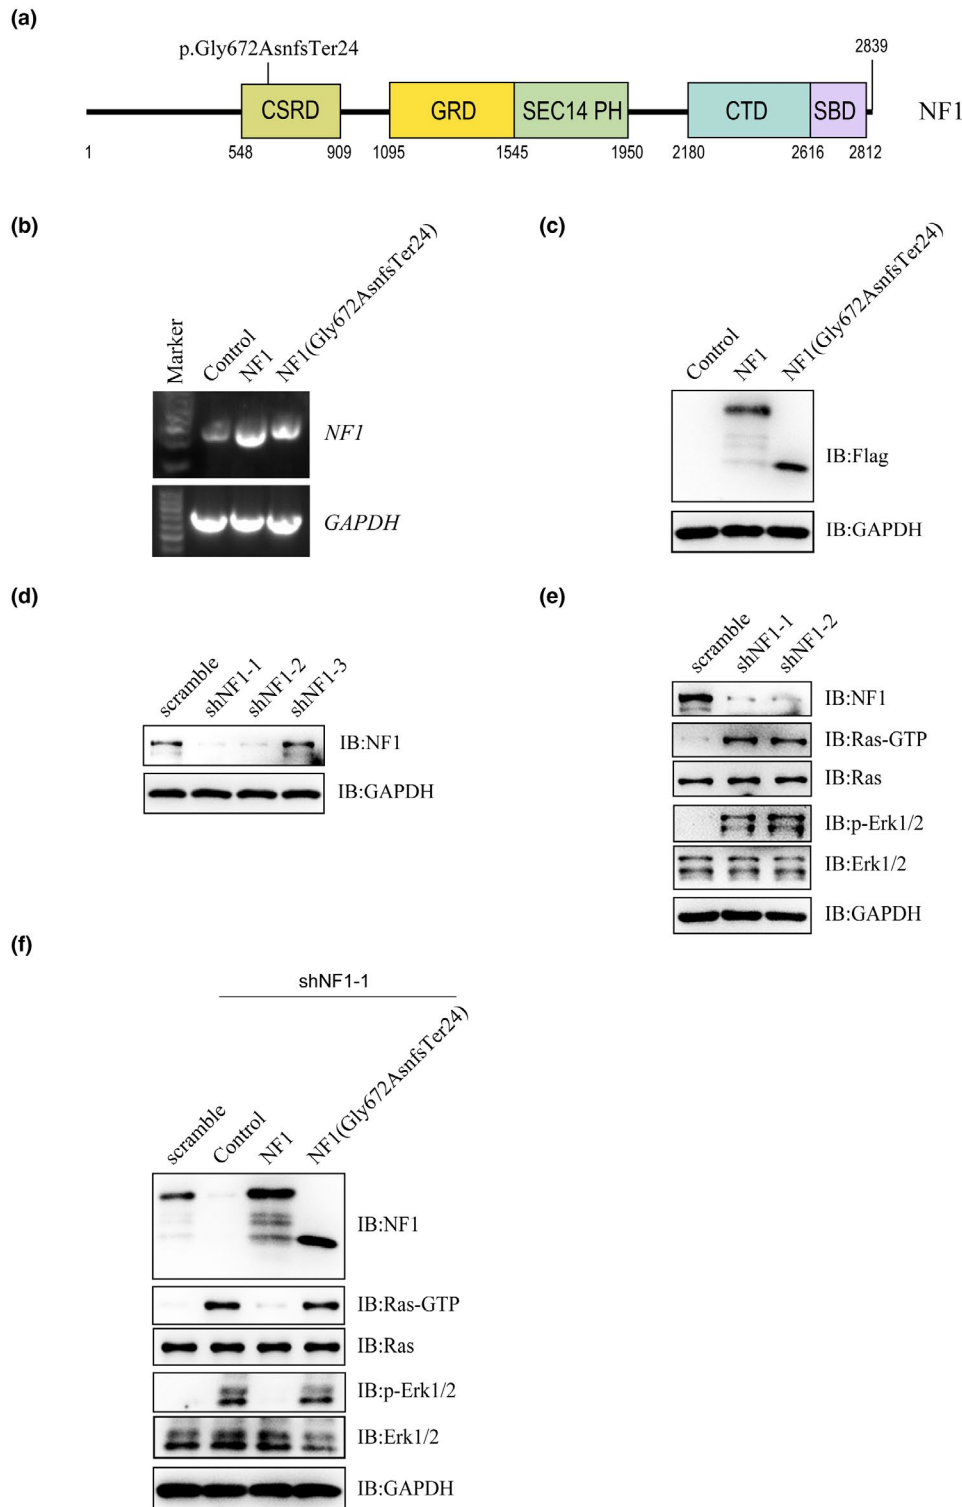 (a)
p.Gly672AsnfsTer24
2839
CSRD
GRD
SEC14 PH
CTD
SBD
NF1
1
548
909
1095
1545
1950
2180
2616
2812
(b)
Marker
Control
NF1
NF1(Gly672AsnfsTer24)
NF1
GAPDH
(c)
Control
NF1
NF1(Gly672AsnfsTer24)
IB:Flag
IB:GAPDH
(d)
scramble
shNF1-1
shNF1-2
shNF1-3
IB:NF1
IB:GAPDH
(e)
scramble
shNF1-1
shNF1-2
IB:NF1
IB:Ras-GTP
IB:Ras
IB:p-Erk1/2
IB:Erk1/2
IB:GAPDH
(f)
shNF1-1
scramble
Control
NF1
NF1(Gly672AsnfsTer24)
IB:NF1
IB:Ras-GTP
IB:Ras
IB:p-Erk1/2
IB:Erk1/2
IB:GAPDH